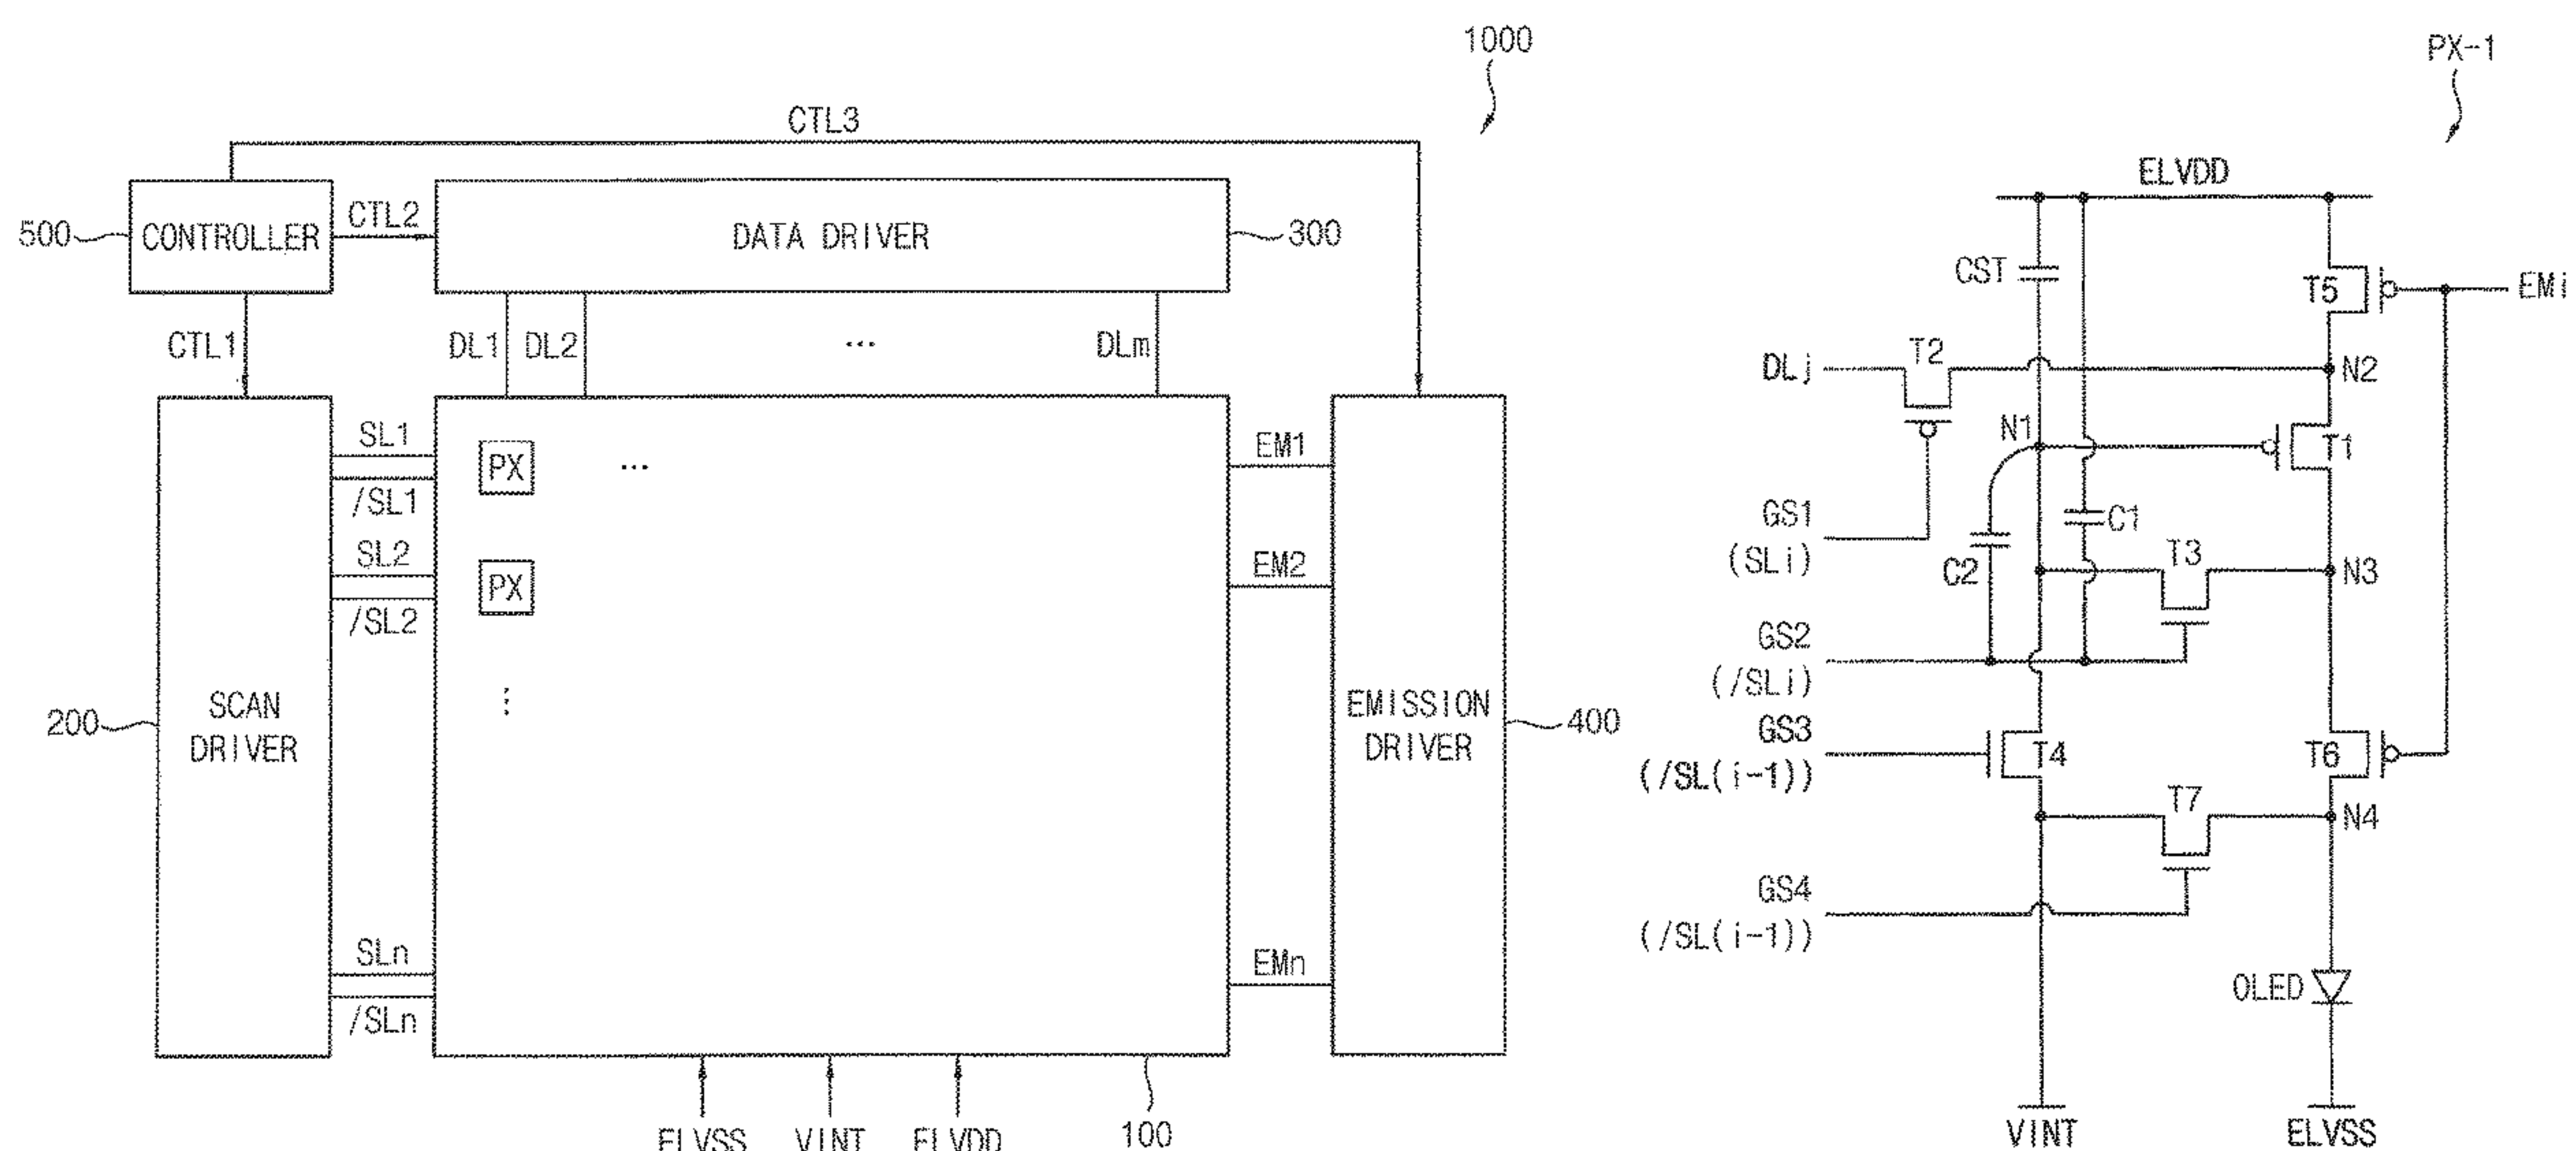 1000
CTL3
500
CONTROLLER
CTL2
DATA DRIVER
300
CTL1
DL1
DL2
...
DLm
SL1
/SL1
SL2
/SL2
SLn
/SLn
PX
...
PX
...
EM1
EM2
EMn
200
SCAN
DRIVER
EMISSION
DRIVER
400
ELVSS
VINT
ELVDD
100
PX-1
ELVDD
CST
T5
EMi
DLj
T2
N2
N1
T1
GS1
(SLi)
C2
C1
T3
N3
GS2
(/SLi)
GS3
(/SL(i-1))
T4
T6
T7
N4
GS4
(/SL(i-1))
OLED
VINT
ELVSS